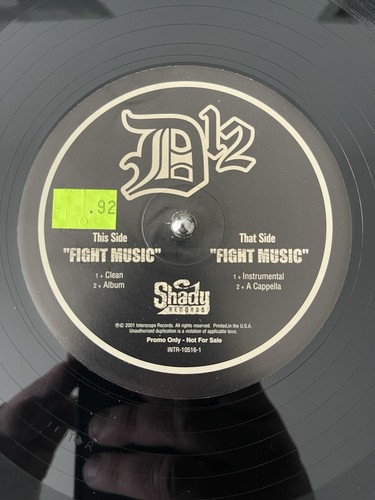 D12
.92
This Side
"FIGHT MUSIC"
1 • Clean
2 • Album
That Side
"FIGHT MUSIC"
1 • Instrumental
2 • A Cappella
Shady
RECORDS
℗© 2001 Interscope Records. All rights reserved. Printed in the U.S.A.
Unauthorized duplication is a violation of applicable laws.
Promo Only - Not For Sale
INTR-10516-1